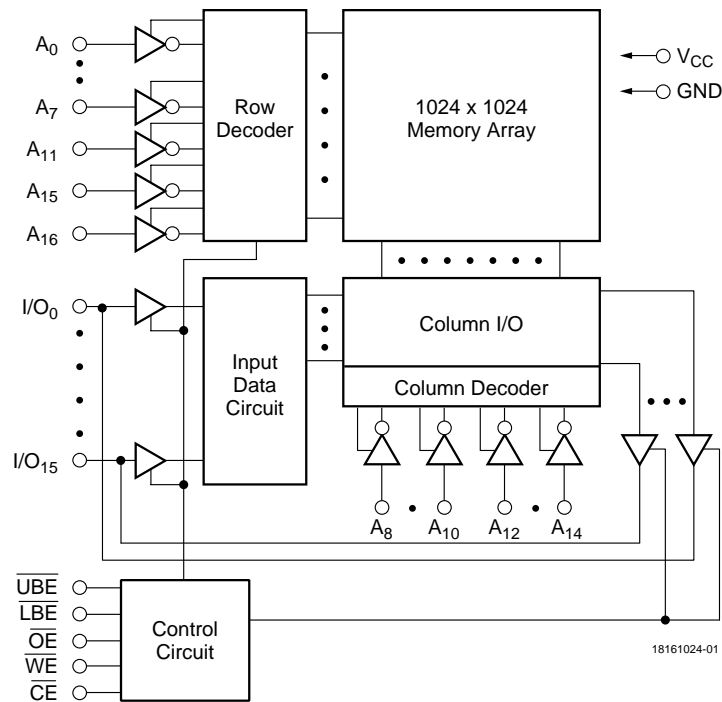 A0
A7
A11
A15
A16
Row
Decoder
1024 x 1024
Memory Array
VCC
GND
I/O0
I/O15
Input
Data
Circuit
Column I/O
Column Decoder
A8
A10
A12
A14
UBE
LBE
OE
WE
CE
Control
Circuit
18161024-01